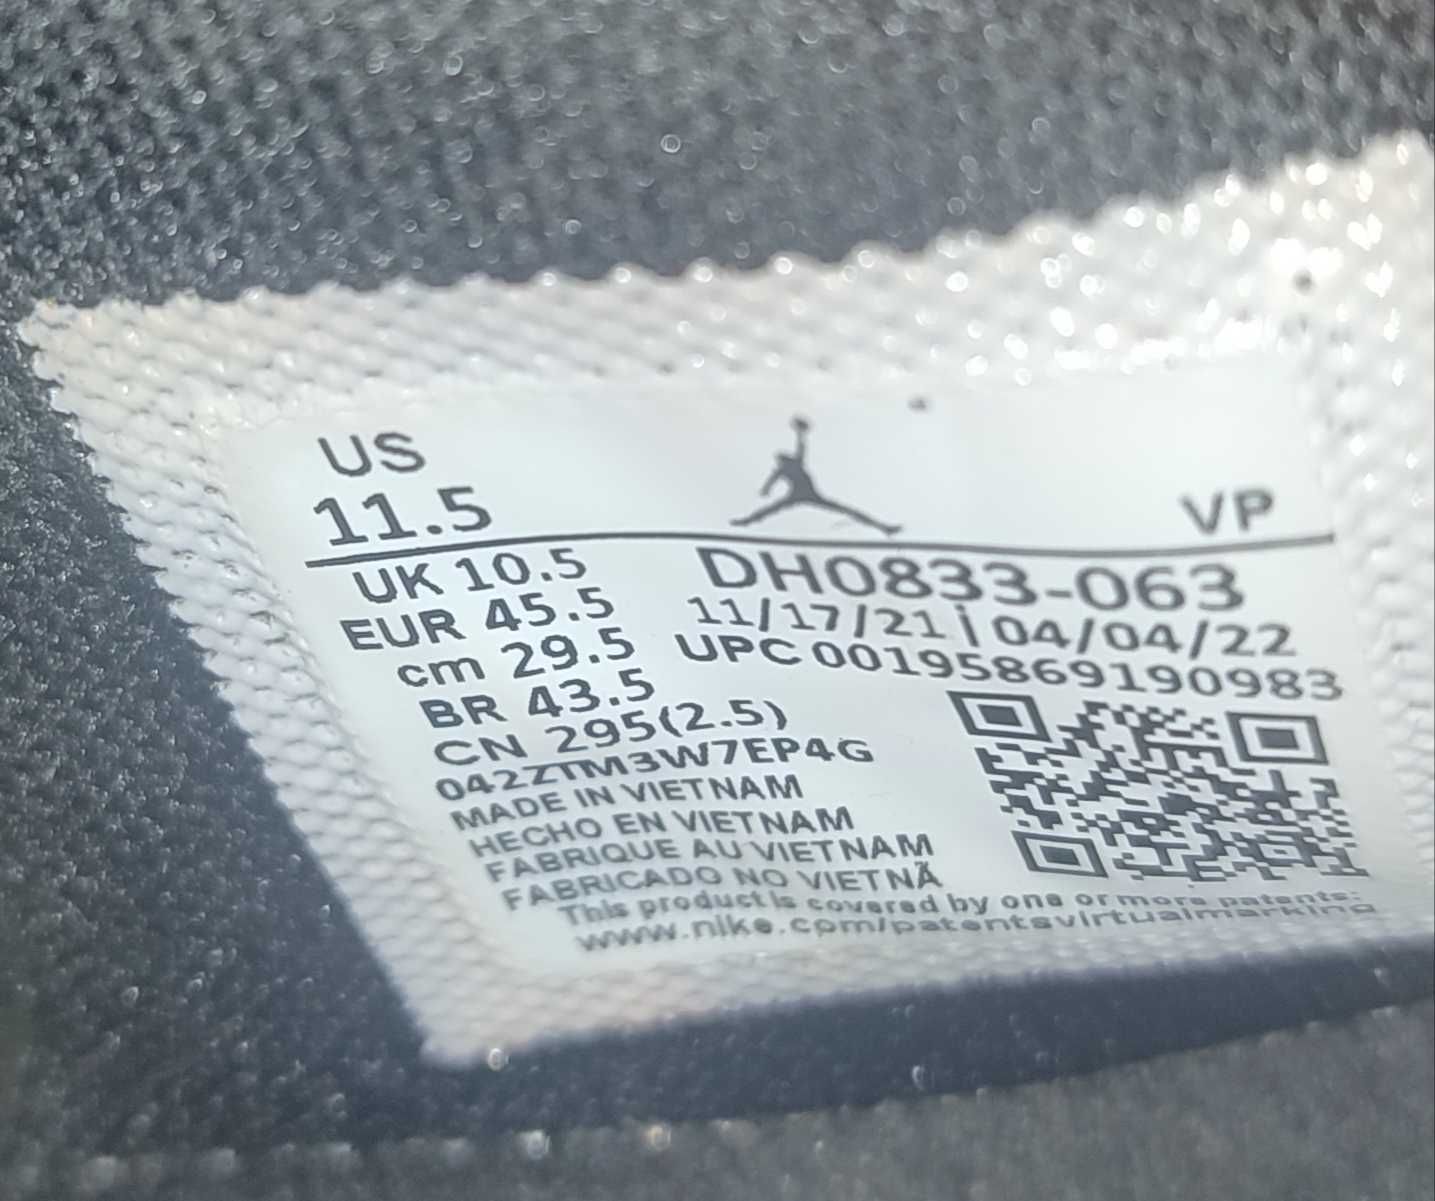 US
11.5
VP
UK 10.5
EUR 45.5
cm 29.5
BR 43.5
CN 295(2.5)
DH0833-063
11/17/21 | 04/04/22
UPC 00195869190983
042ZTM3W7EP4G
MADE IN VIETNAM
HECHO EN VIETNAM
FABRIQUE AU VIETNAM
FABRICADO NO VIETNÃ
This product is covered by one or more patents:
www.nike.com/patentsvirtualmarking